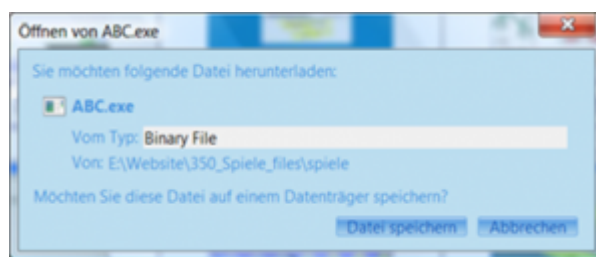 Öffnen von ABC.exe
Sie möchten folgende Datei herunterladen:
ABC.exe
Vom Typ: Binary File
Von: E:\Website\350_Spiele_files\spiele
Möchten Sie diese Datei auf einem Datenträger speichern?
Datei speichern Abbrechen